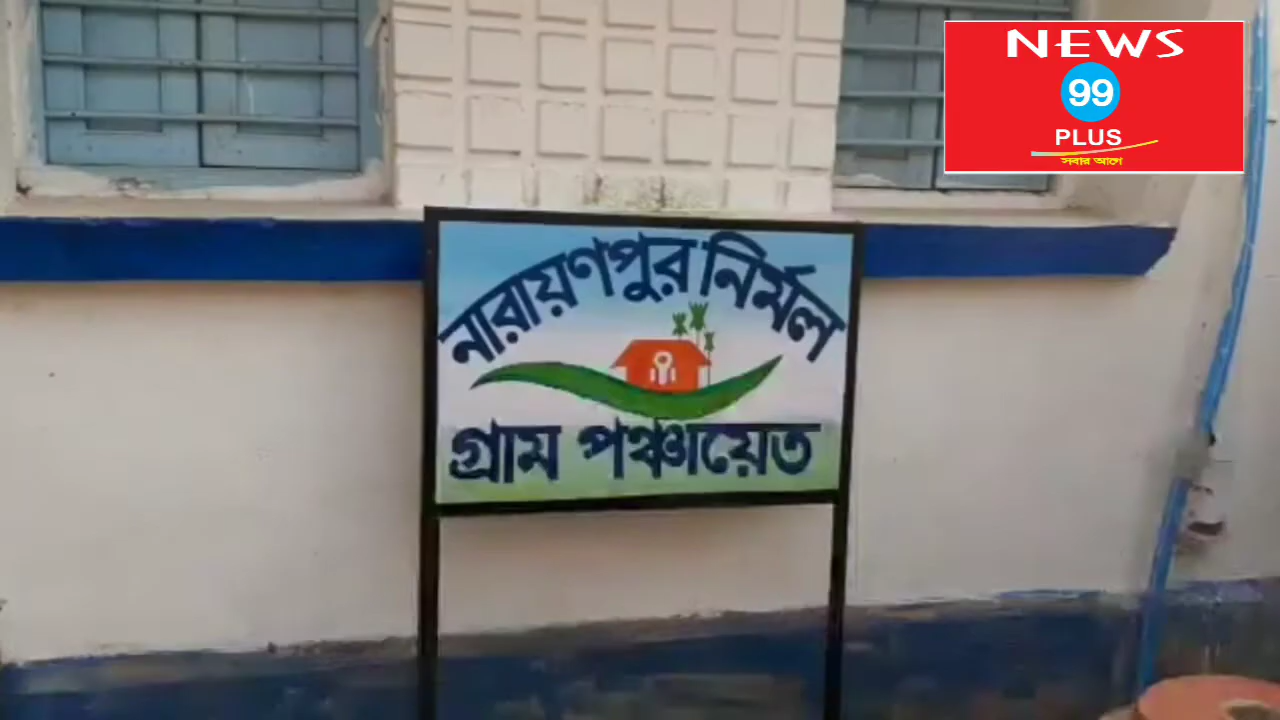 NEWS
99
PLUS
সবার আগে
নারায়ণপুর নির্মল
গ্রাম পঞ্চায়েত